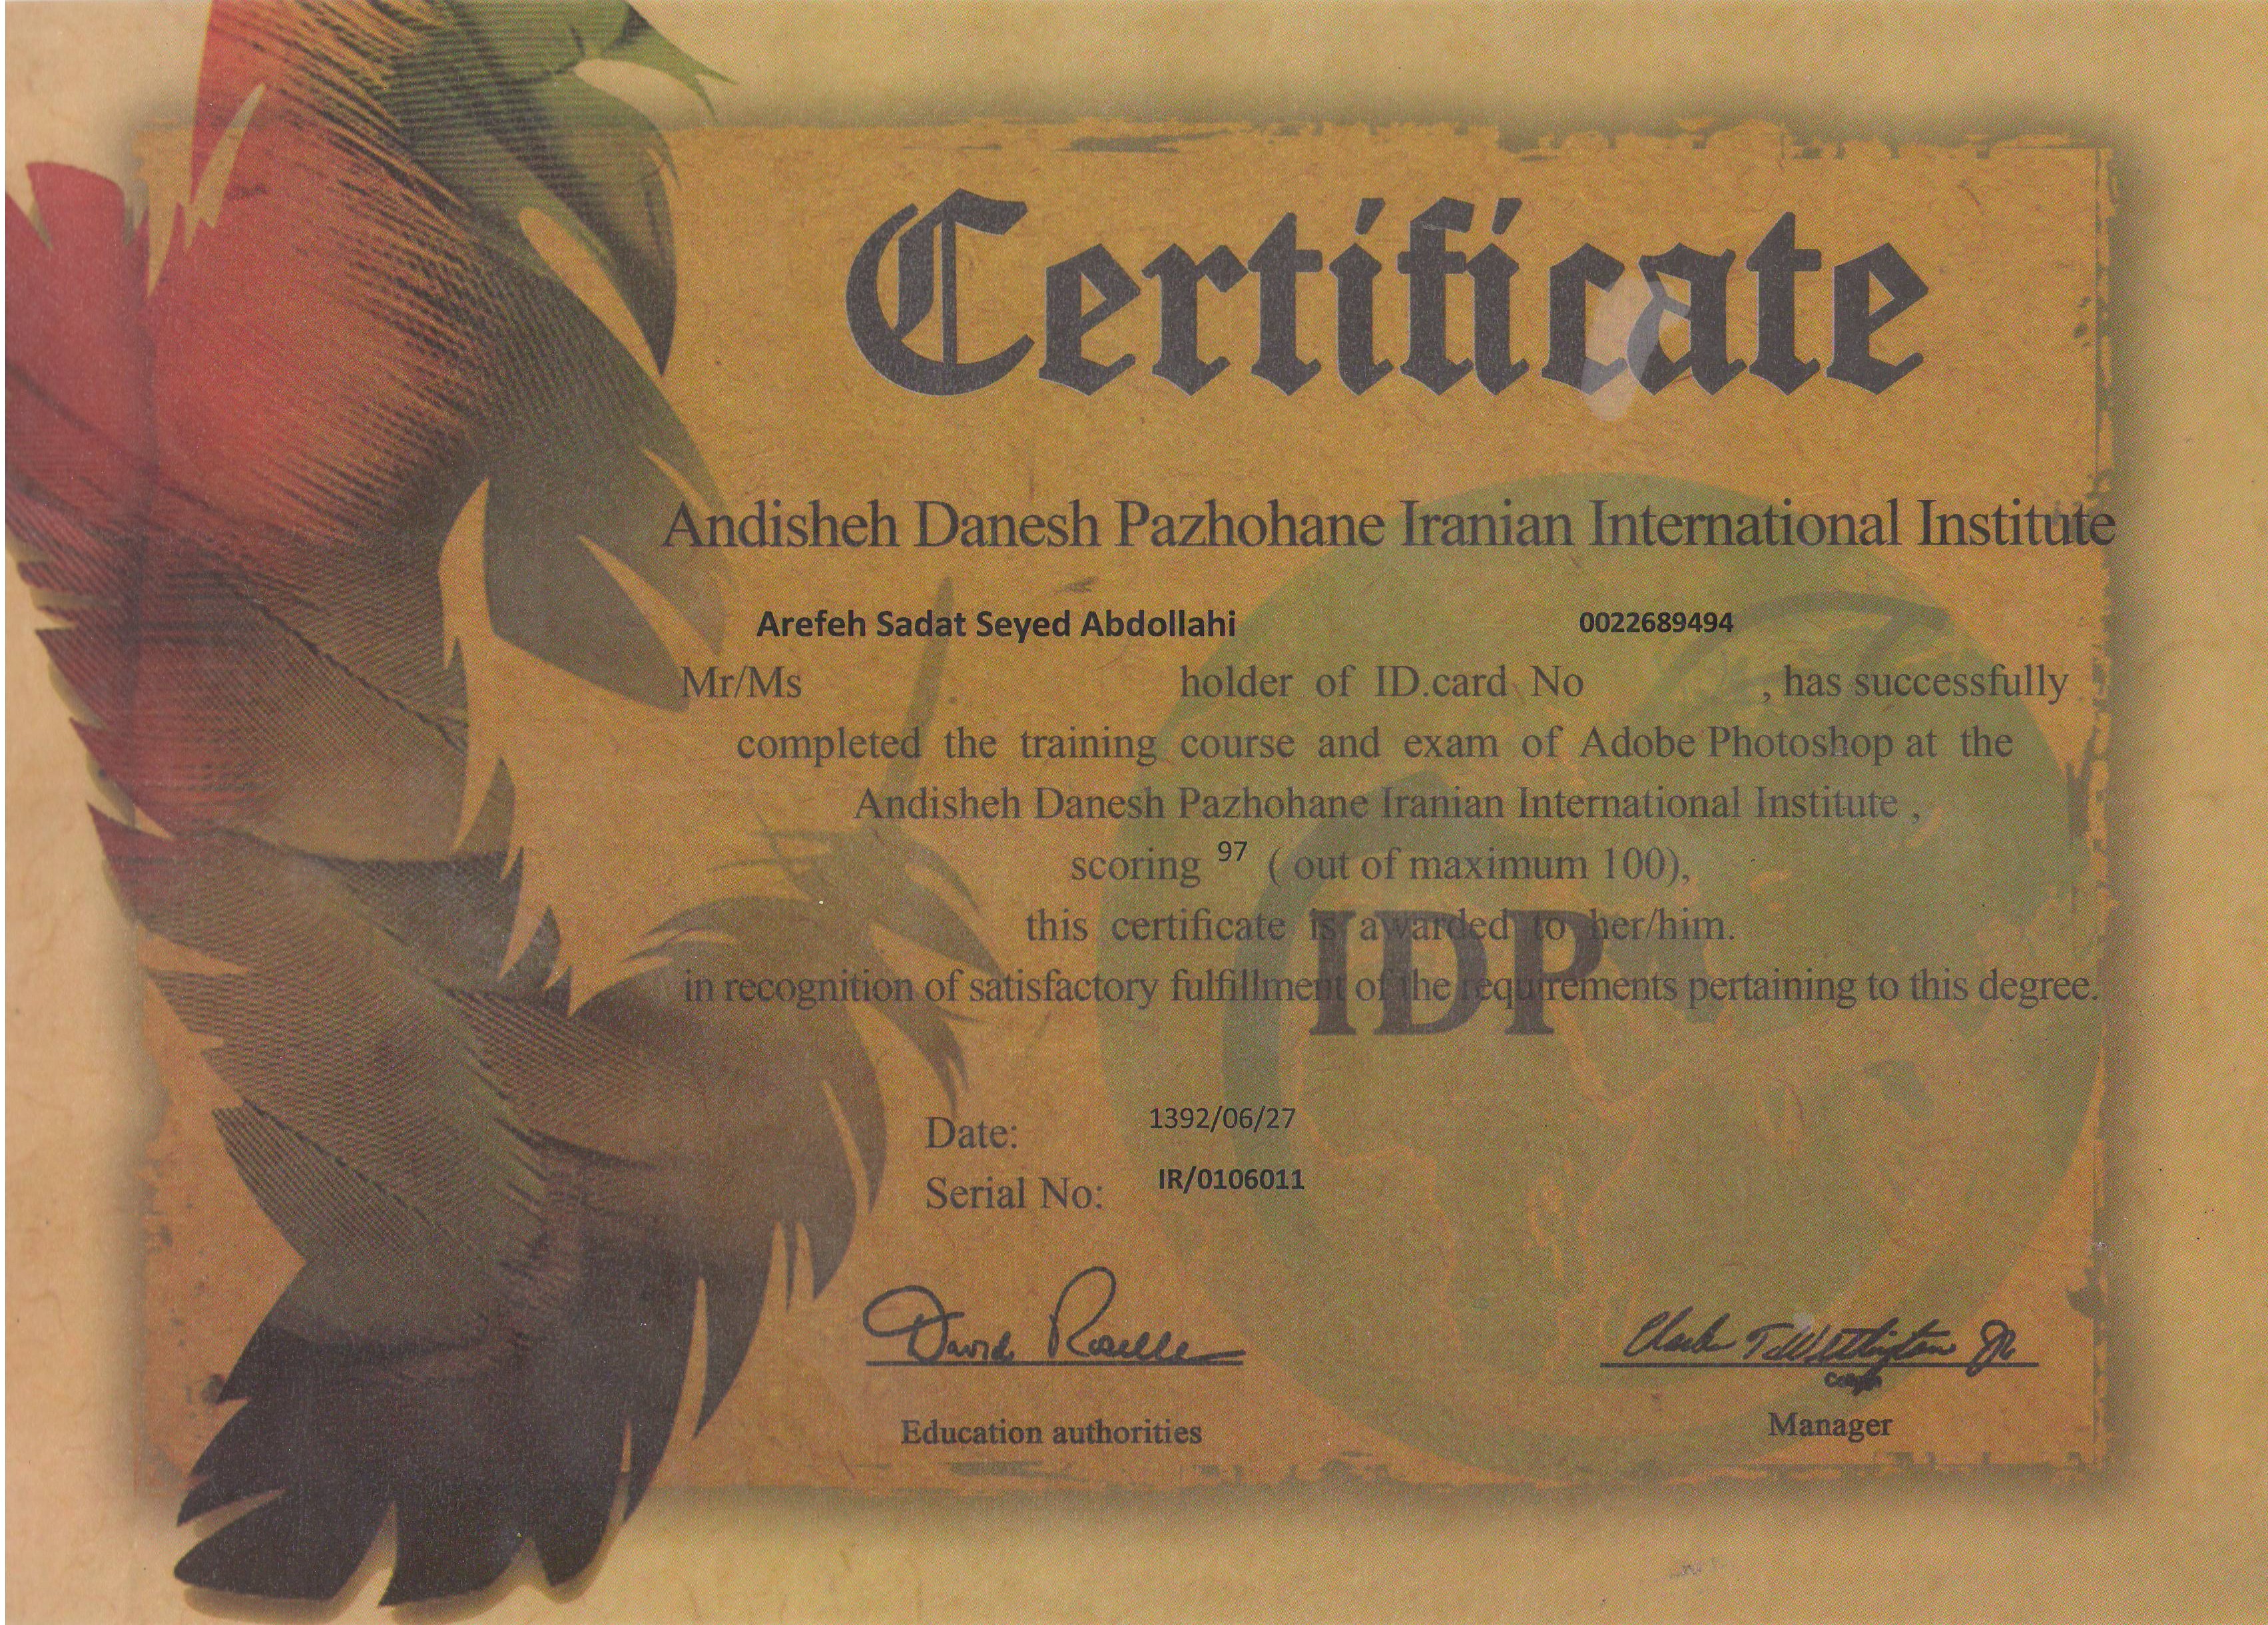 Certificate
Andisheh Danesh Pazhohane Iranian International Institute
Arefeh Sadat Seyed Abdollahi 0022689494
Mr/Ms holder of ID.card No , has successfully
completed the training course and exam of Adobe Photoshop at the
Andisheh Danesh Pazhohane Iranian International Institute ,
scoring 97 ( out of maximum 100),
this certificate is awarded to her/him.
in recognition of satisfactory fulfillment of the requirements pertaining to this degree.
IDP
Date: 1392/06/27
Serial No: IR/0106011
David Roselle
Education authorities
Manager